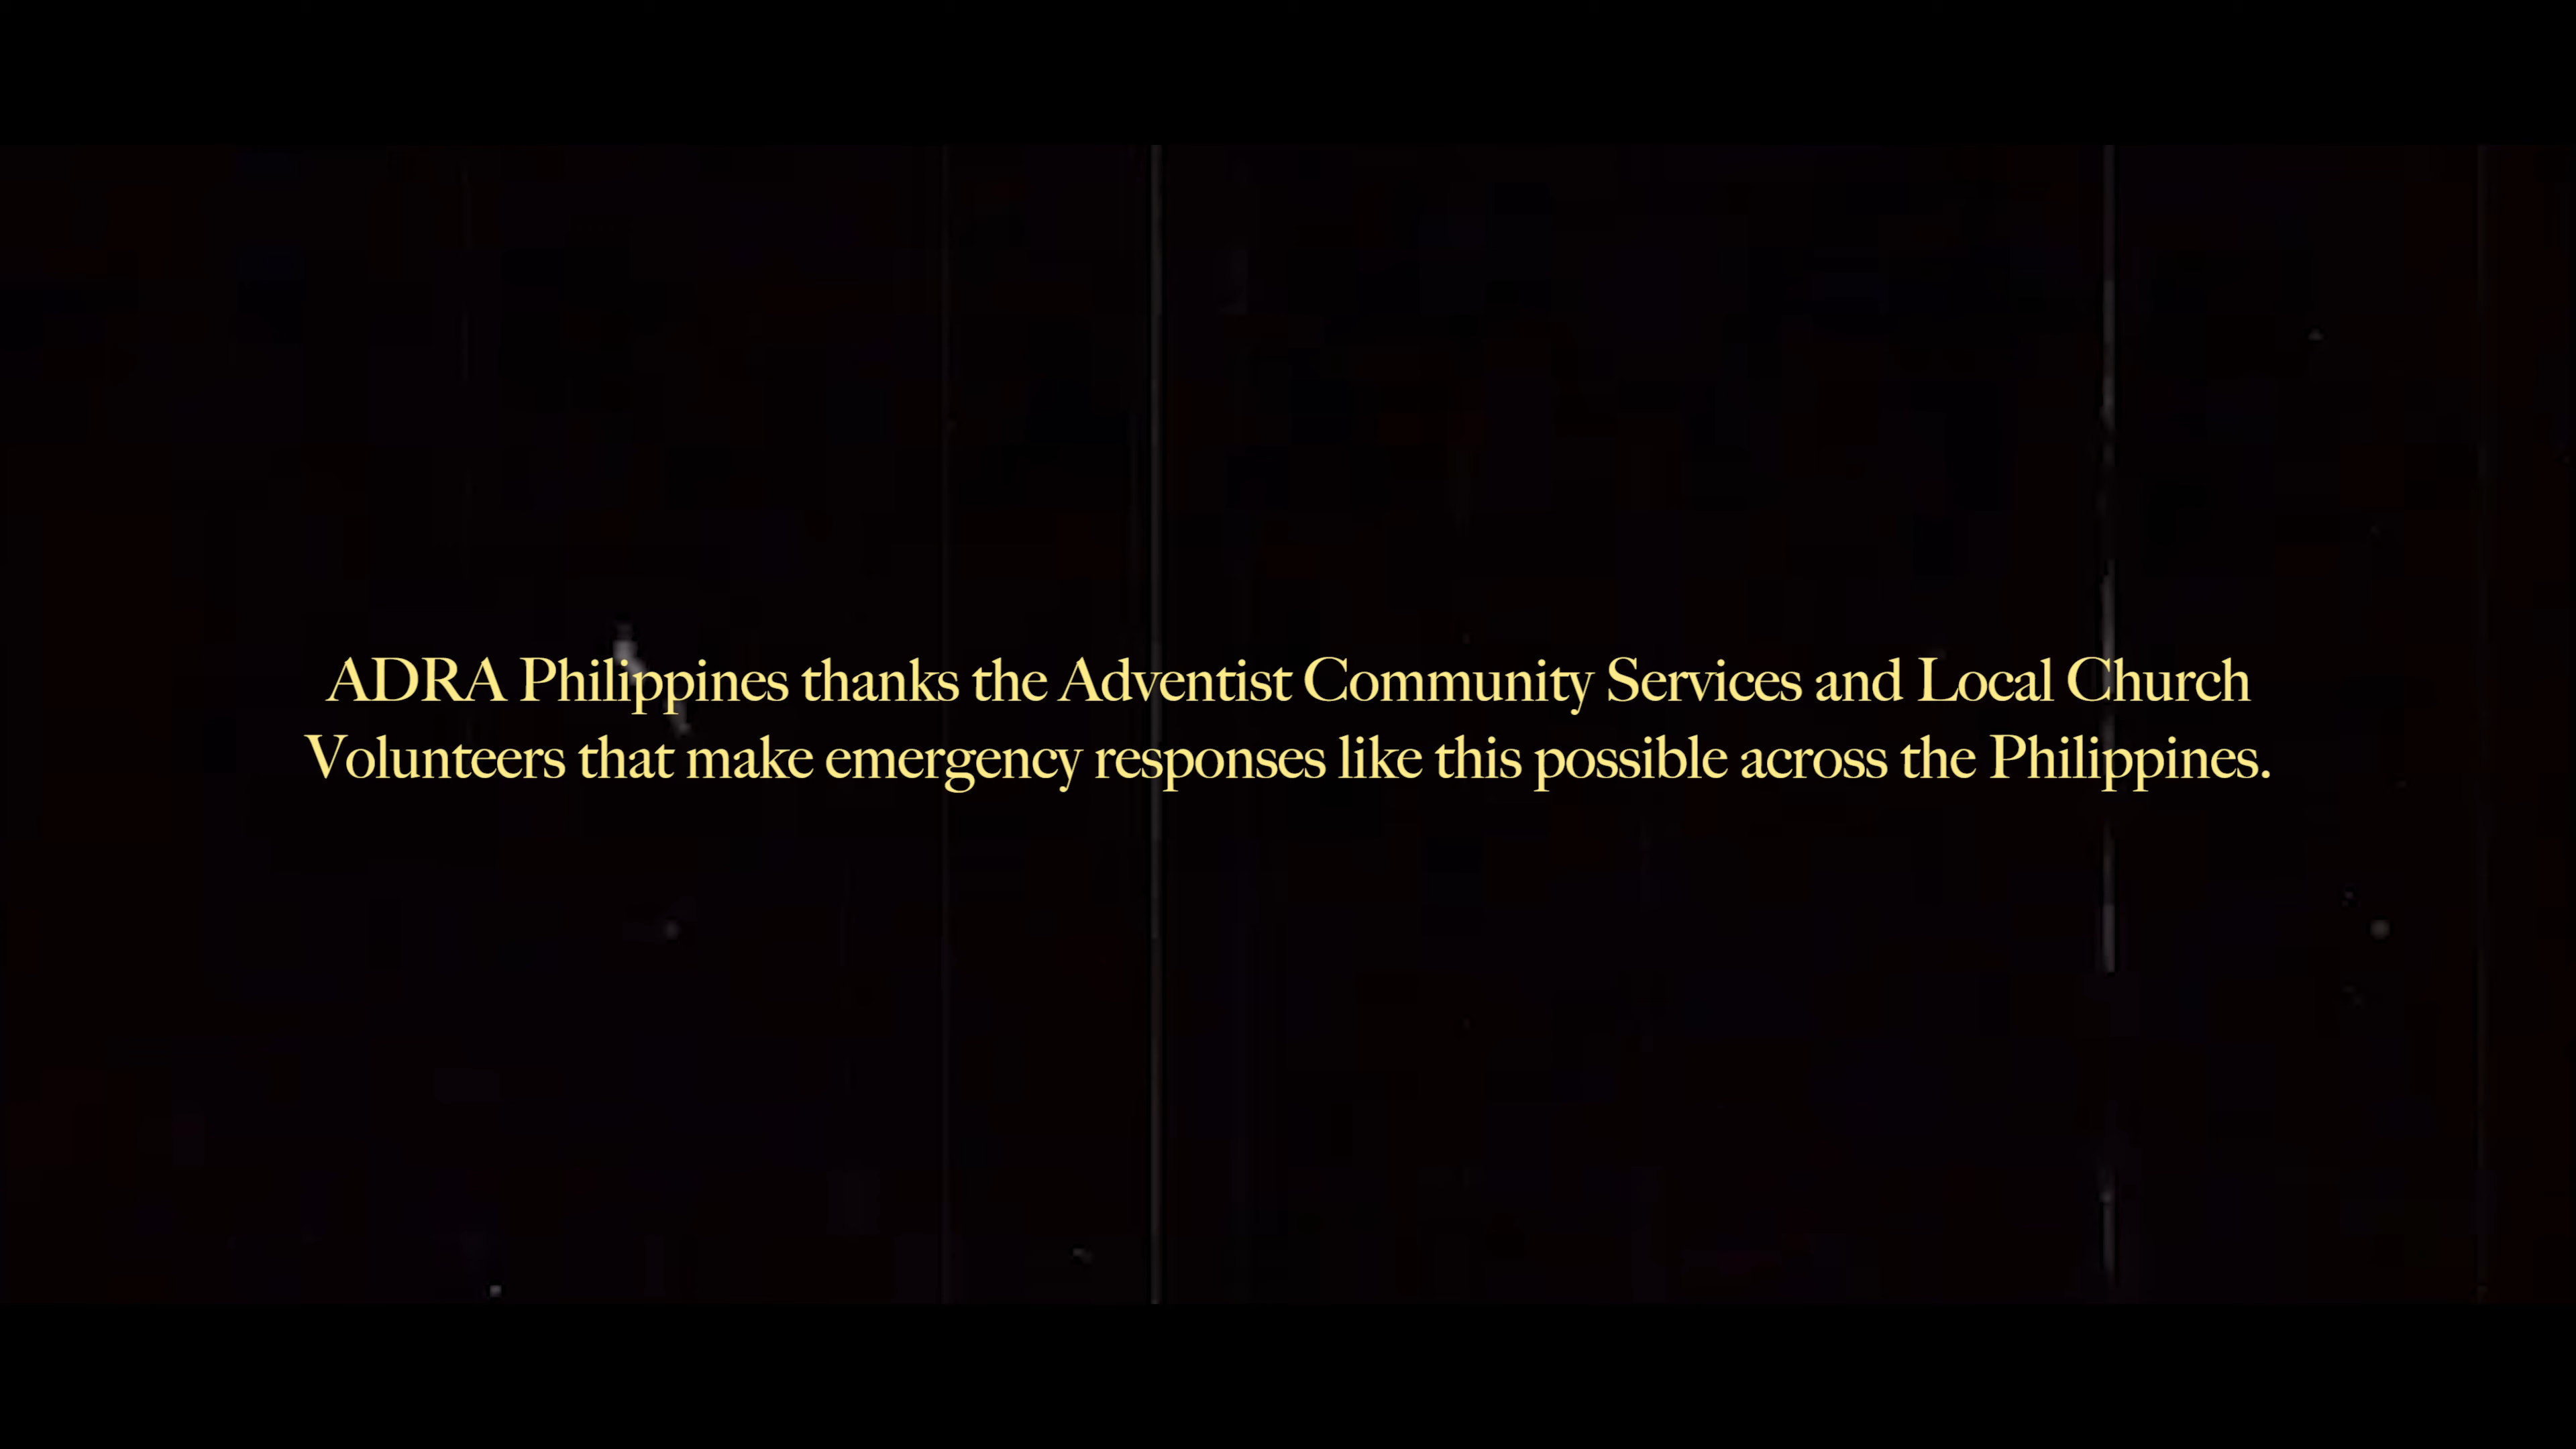 ADRA Philippines thanks the Adventist Community Services and Local Church
Volunteers that make emergency responses like this possible across the Philippines.